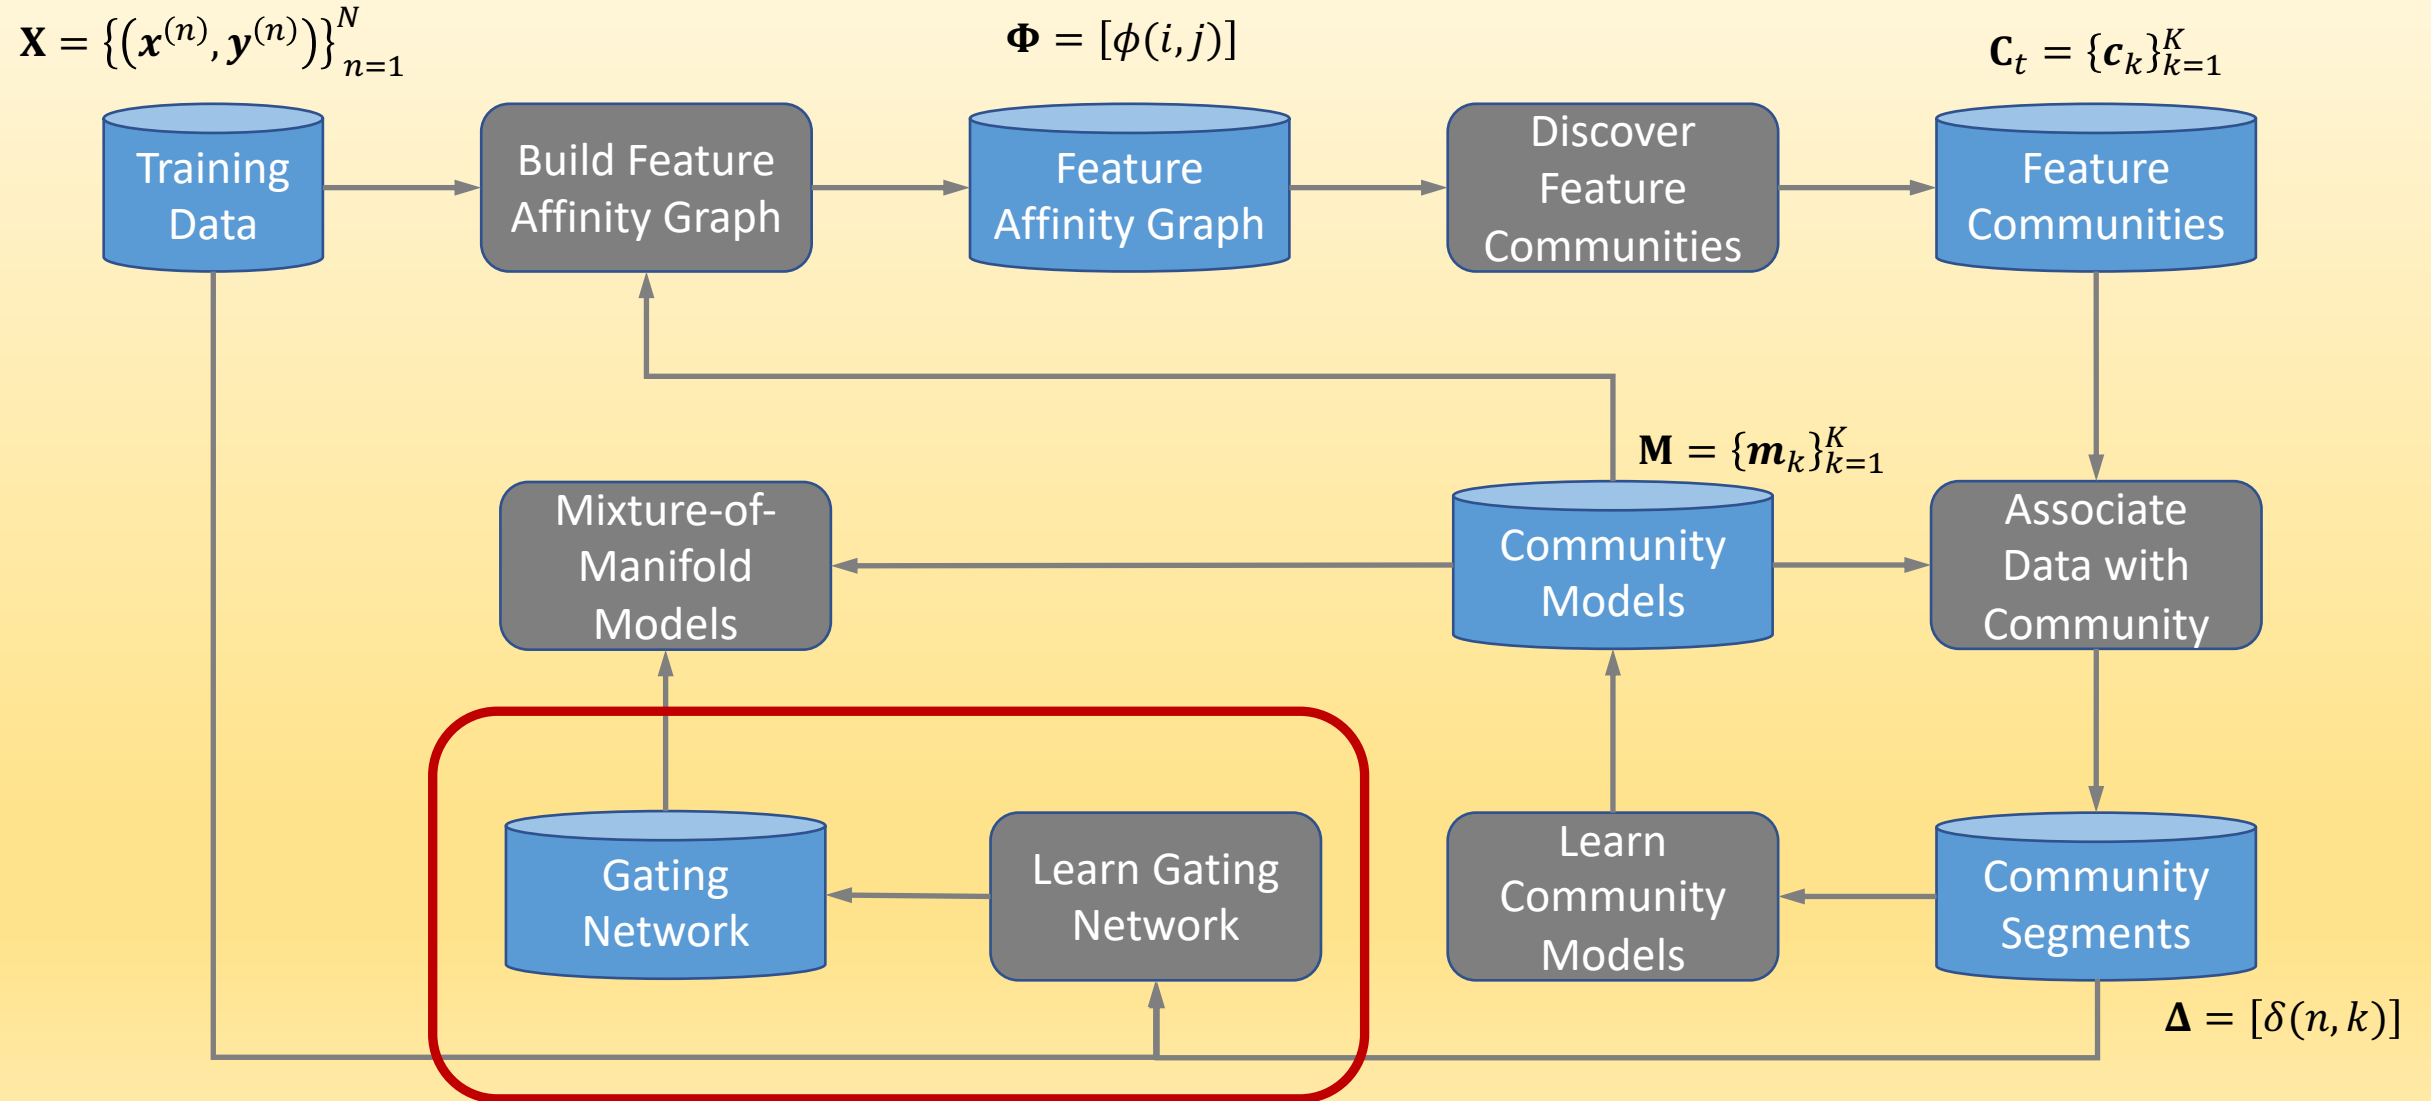 𝐗 = {(𝒙^(n), 𝒚^(n))}_{n=1}^N
𝚽 = [ϕ(i, j)]
𝐂_t = {𝒄_k}_{k=1}^K
Training
Data
Build Feature
Affinity Graph
Feature
Affinity Graph
Discover
Feature
Communities
Feature
Communities
𝐌 = {𝒎_k}_{k=1}^K
Mixture-of-
Manifold
Models
Community
Models
Associate
Data with
Community
Gating
Network
Learn Gating
Network
Learn
Community
Models
Community
Segments
𝚫 = [δ(n, k)]